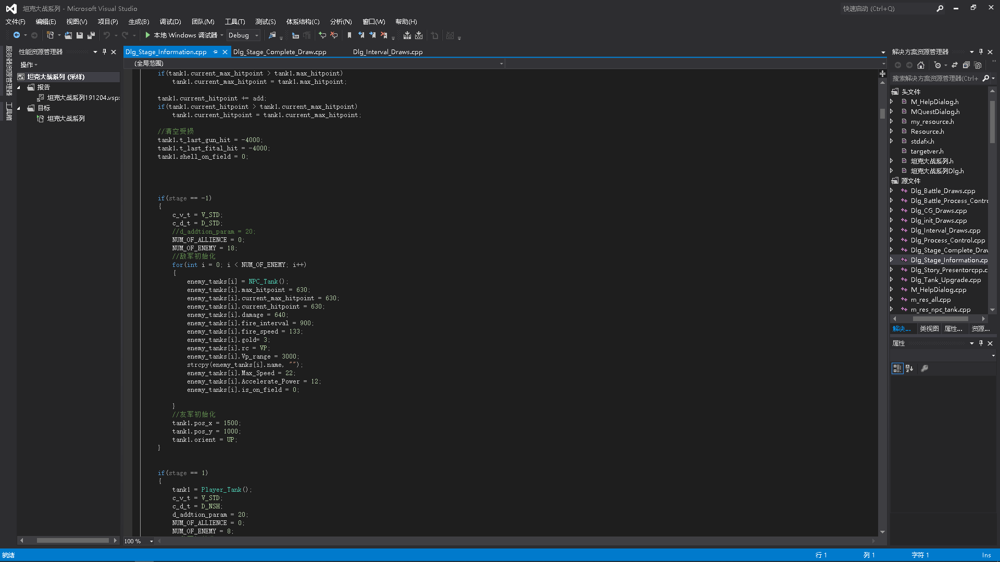 坦克大战系列 - Microsoft Visual Studio
快速启动 (Ctrl+Q)
文件(F) 编辑(E) 视图(V) 项目(P) 生成(B) 调试(D) 团队(M) 工具(T) 测试(S) 体系结构(C) 分析(N) 窗口(W) 帮助(H)
本地 Windows 调试器 Debug
服务器资源管理器
工具箱
性能资源管理器
操作
坦克大战系列 (采样)
报告
坦克大战系列191204.vsp
目标
坦克大战系列
Dlg_Stage_Information.cpp Dlg_Stage_Complete_Draw.cpp Dlg_Interval_Draws.cpp
(全局范围)
if(tank1.current_max_hitpoint > tank1.max_hitpoint)
tank1.current_max_hitpoint = tank1.max_hitpoint;
tank1.current_hitpoint += add;
if(tank1.current_hitpoint > tank1.current_max_hitpoint)
tank1.current_hitpoint = tank1.current_max_hitpoint;
//清空受损
tank1.t_last_gun_hit = -4000;
tank1.t_last_fital_hit = -4000;
tank1.shell_on_field = 0;
if(stage == -1)
{
c_v_t = V_STD;
c_d_t = D_STD;
//d_addtion_param = 20;
NUM_OF_ALLIENCE = 0;
NUM_OF_ENEMY = 18;
//敌军初始化
for(int i = 0; i < NUM_OF_ENEMY; i++)
{
enemy_tanks[i] = NPC_Tank();
enemy_tanks[i].max_hitpoint = 630;
enemy_tanks[i].current_max_hitpoint = 630;
enemy_tanks[i].current_hitpoint = 630;
enemy_tanks[i].damage = 640;
enemy_tanks[i].fire_interval = 900;
enemy_tanks[i].fire_speed = 133;
enemy_tanks[i].gold= 3;
enemy_tanks[i].rc = VP;
enemy_tanks[i].Vp_range = 3000;
strcpy(enemy_tanks[i].name, "");
enemy_tanks[i].Max_Speed = 22;
enemy_tanks[i].Accelerate_Power = 12;
enemy_tanks[i].is_on_field = 0;
}
//友军初始化
tank1.pos_x = 1500;
tank1.pos_y = 1000;
tank1.orient = UP;
}
if(stage == 1)
{
tank1 = Player_Tank();
c_v_t = V_STD;
c_d_t = D_NSH;
d_addtion_param = 20;
NUM_OF_ALLIENCE = 0;
NUM_OF_ENEMY = 8;
100 %
解决方案资源管理器
搜索解决方案资源管理器(Ctrl+
头文件
M_HelpDialog.h
MQuestDialog.h
my_resource.h
Resource.h
stdafx.h
targetver.h
坦克大战系列.h
坦克大战系列Dlg.h
源文件
Dlg_Battle_Draws.cpp
Dlg_Battle_Process_Contro
Dlg_CG_Draws.cpp
Dlg_init_Draws.cpp
Dlg_Interval_Draws.cpp
Dlg_Process_Control.cpp
Dlg_Stage_Complete_Draw
Dlg_Stage_Information.cp
Dlg_Story_Presentorcpp.c
Dlg_Tank_Upgrade.cpp
M_HelpDialog.cpp
m_res_all.cpp
m_res_npc_tank.cpp
解决... 类视图 属性... 资源...
属性
就绪 行 1 列 1 字符 1 Ins